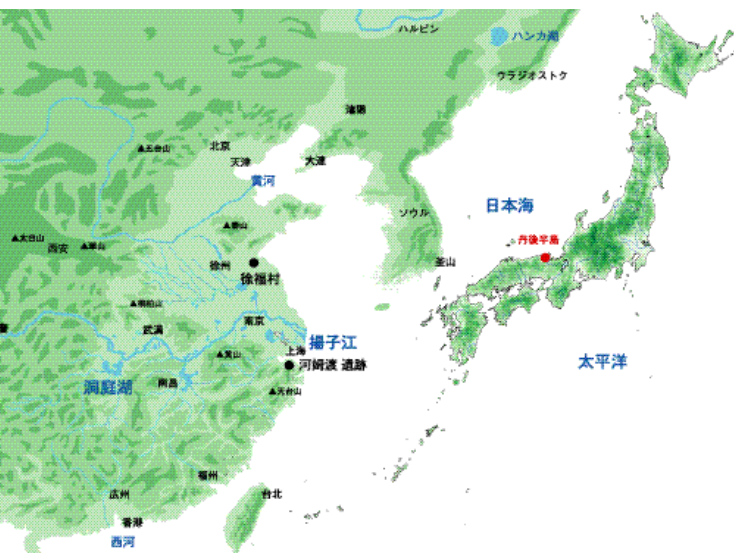 ハルビン
ハンカ湖
ウラジオストク
瀋陽
北京
▲五台山
天津
大連
黄河
日本海
ソウル
▲泰山
丹後半島
▲太白山
西安
▲華山
徐州
釜山
徐福村
▲桐柏山
武漢
南京
揚子江
上海
▲黄山
河姆渡 遺跡
太平洋
洞庭湖
南昌
▲天台山
福州
広州
台北
香港
西河